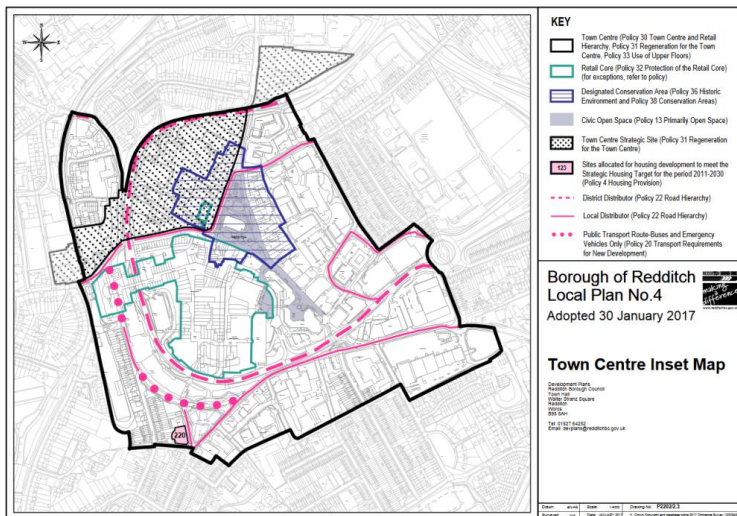 KEY
Town Centre (Policy 30 Town Centre and Retail
Hierarchy, Policy 31 Regeneration for the Town
Centre, Policy 33 Use of Upper Floors)
Retail Core (Policy 32 Protection of the Retail Core)
(for exceptions, refer to policy)
Designated Conservation Area (Policy 36 Historic
Environment and Policy 38 Conservation Areas)
Civic Open Space (Policy 13 Primarily Open Space)
Town Centre Strategic Site (Policy 31 Regeneration
for the Town Centre)
123
Sites allocated for housing development to meet the
Strategic Housing Target for the period 2011-2030
(Policy 4 Housing Provision)
District Distributor (Policy 22 Road Hierarchy)
Local Distributor (Policy 22 Road Hierarchy)
Public Transport Route-Buses and Emergency
Vehicles Only (Policy 20 Transport Requirements
for New Development)
Borough of Redditch
Local Plan No.4
making
difference
Adopted 30 January 2017
Town Centre Inset Map
Development Plans
Redditch Borough Council
Town Hall
Walter Stranz Square
Redditch
Worcs
B98 8AH
Tel: 01527 64252
Email: devplans@redditchbc.gov.uk
Drawing No: P2202/2.3
N
W
E
S
220